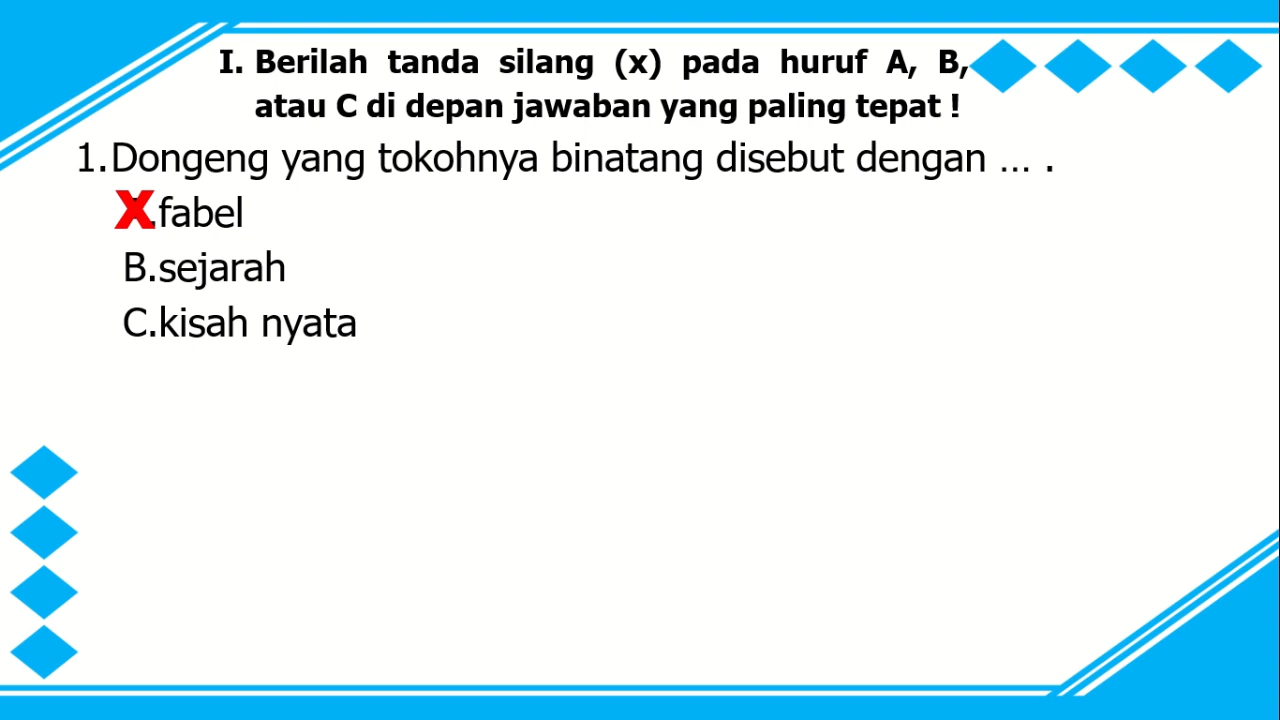 I. Berilah tanda silang (x) pada huruf A, B,
atau C di depan jawaban yang paling tepat !
1.Dongeng yang tokohnya binatang disebut dengan ... .
X.fabel
B.sejarah
C.kisah nyata